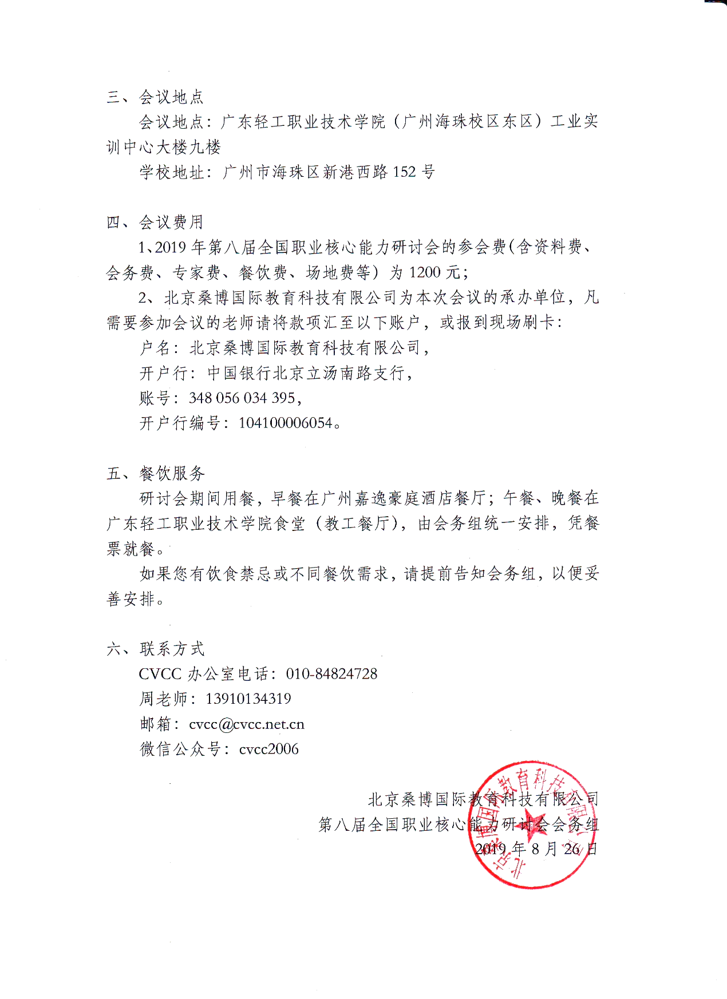 三、会议地点
会议地点：广东轻工职业技术学院（广州海珠校区东区）工业实
训中心大楼九楼
学校地址：广州市海珠区新港西路 152 号
四、会议费用
1、2019 年第八届全国职业核心能力研讨会的参会费（含资料费、
会务费、专家费、餐饮费、场地费等）为 1200 元；
2、北京桑博国际教育科技有限公司为本次会议的承办单位，凡
需要参加会议的老师请将款项汇至以下账户，或报到现场刷卡：
户名：北京桑博国际教育科技有限公司，
开户行：中国银行北京立汤南路支行，
账号：348 056 034 395，
开户行编号：104100006054。
五、餐饮服务
研讨会期间用餐，早餐在广州嘉逸豪庭酒店餐厅；午餐、晚餐在
广东轻工职业技术学院食堂（教工餐厅），由会务组统一安排，凭餐
票就餐。
如果您有饮食禁忌或不同餐饮需求，请提前告知会务组，以便妥
善安排。
六、联系方式
CVCC 办公室电话：010-84824728
周老师：13910134319
邮箱：cvcc@cvcc.net.cn
微信公众号：cvcc2006
北京桑博国际教育科技有限公司
第八届全国职业核心能力研讨会会务组
2019 年 8 月 26 日
北京桑博国际教育科技有限公司